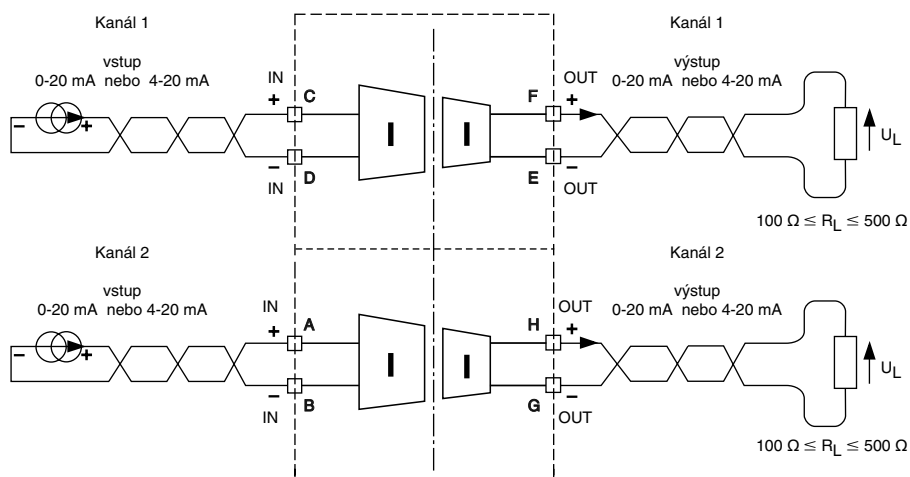 Kanál 1
Kanál 1
vstup
0-20 mA nebo 4-20 mA
IN
OUT
výstup
0-20 mA nebo 4-20 mA
+
C
F
+
–
+
I
I
U_L
–
D
E
–
IN
OUT
100 Ω ≤ R_L ≤ 500 Ω
Kanál 2
Kanál 2
vstup
0-20 mA nebo 4-20 mA
IN
OUT
výstup
0-20 mA nebo 4-20 mA
+
A
H
+
–
+
I
I
U_L
–
B
G
–
IN
OUT
100 Ω ≤ R_L ≤ 500 Ω